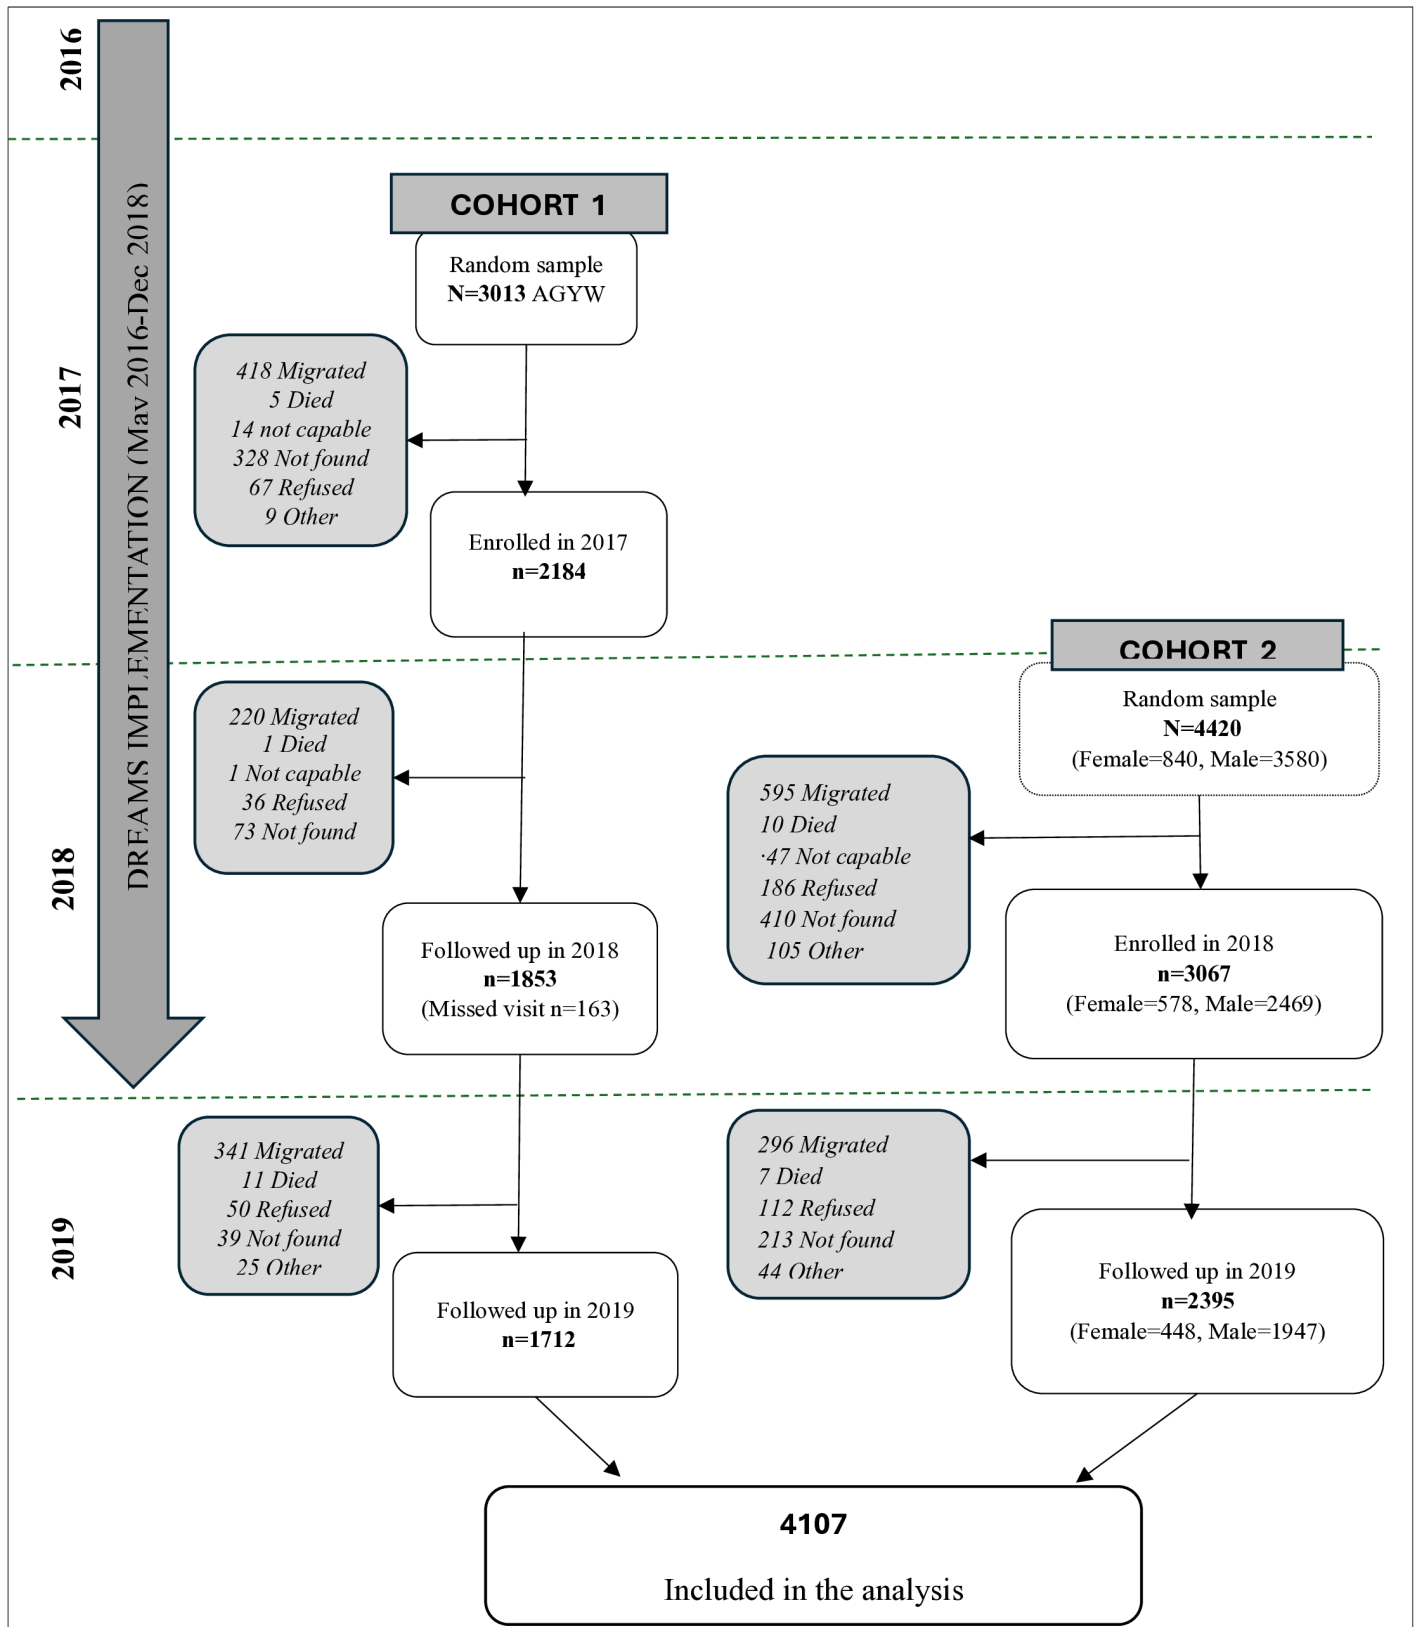 2016
DREAMS IMPLEMENTATION (May 2016-Dec 2018)
COHORT 1
Random sample
N=3013 AGYW
2017
418 Migrated
5 Died
14 not capable
328 Not found
67 Refused
9 Other
Enrolled in 2017
n=2184
COHORT 2
Random sample
N=4420
(Female=840, Male=3580)
2018
220 Migrated
1 Died
1 Not capable
36 Refused
73 Not found
595 Migrated
10 Died
·47 Not capable
186 Refused
410 Not found
105 Other
Followed up in 2018
n=1853
(Missed visit n=163)
Enrolled in 2018
n=3067
(Female=578, Male=2469)
2019
341 Migrated
11 Died
50 Refused
39 Not found
25 Other
296 Migrated
7 Died
112 Refused
213 Not found
44 Other
Followed up in 2019
n=1712
Followed up in 2019
n=2395
(Female=448, Male=1947)
4107
Included in the analysis